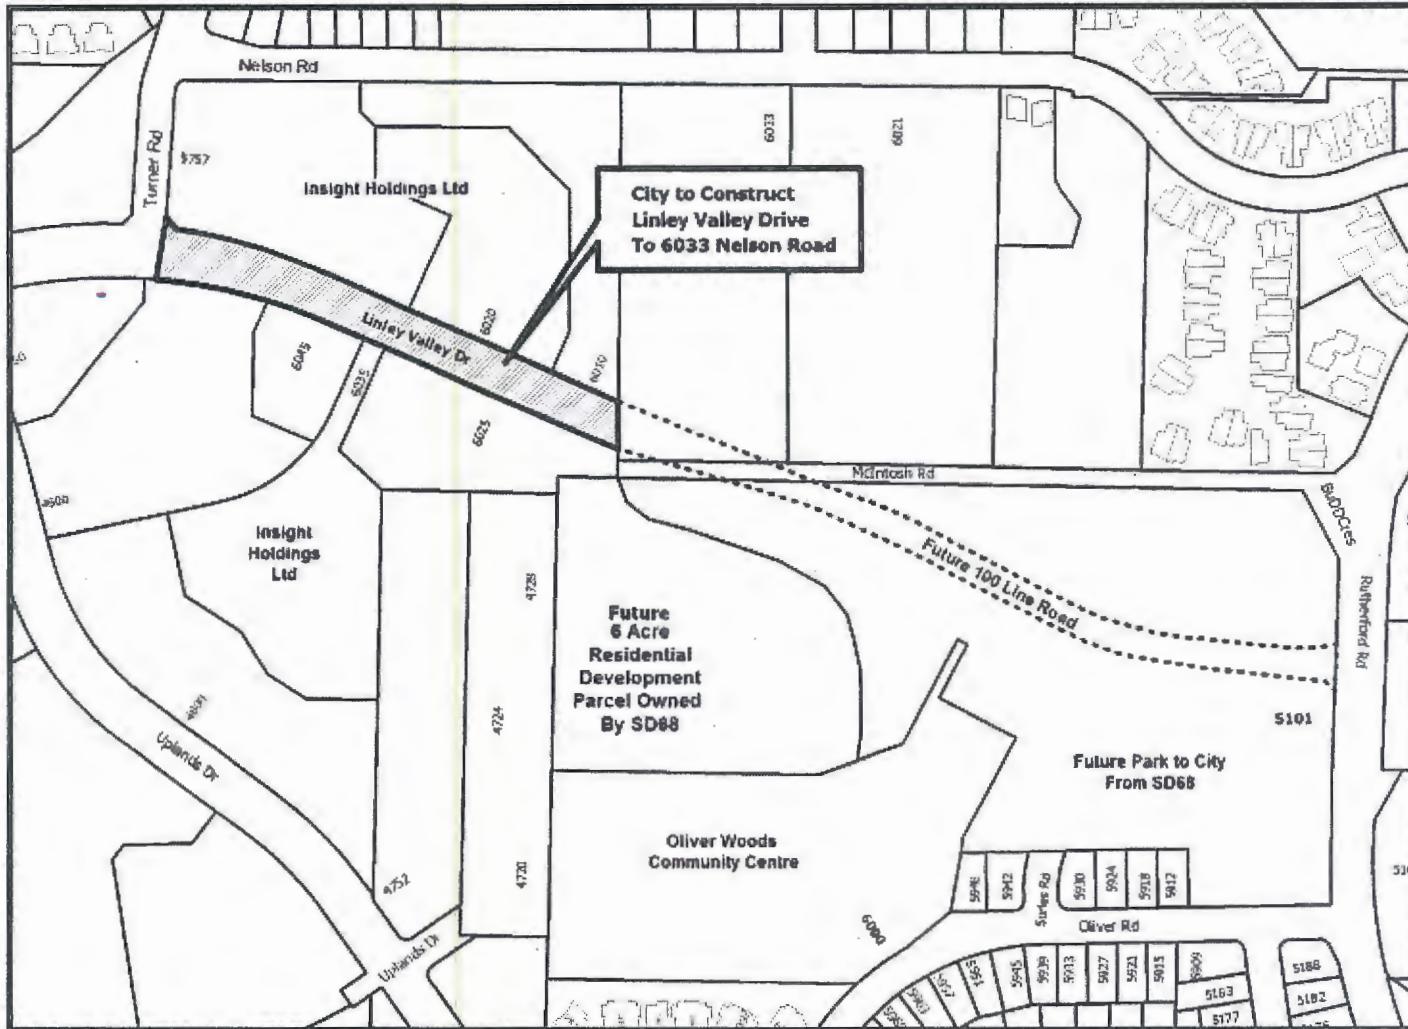 Nelson Rd
Turner Rd
5757
Insight Holdings Ltd
6033
6021
City to Construct
Linley Valley Drive
To 6033 Nelson Road
Linley Valley Dr
6020
6010
6045
6035
6025
McIntosh Rd
Insight
Holdings
Ltd
4728
4724
4720
Future
6 Acre
Residential
Development
Parcel Owned
By SD68
Future 100 Line Road
Rutherford Rd
5101
Future Park to City
From SD68
Oliver Woods
Community Centre
Uplands Dr
4752
Uplands Dr
6000
5948
5942
Surles Rd
5930
5924
5918
5912
Oliver Rd
5957
5951
5945
5939
5933
5927
5921
5915
5909
5183
5177
5188
5182